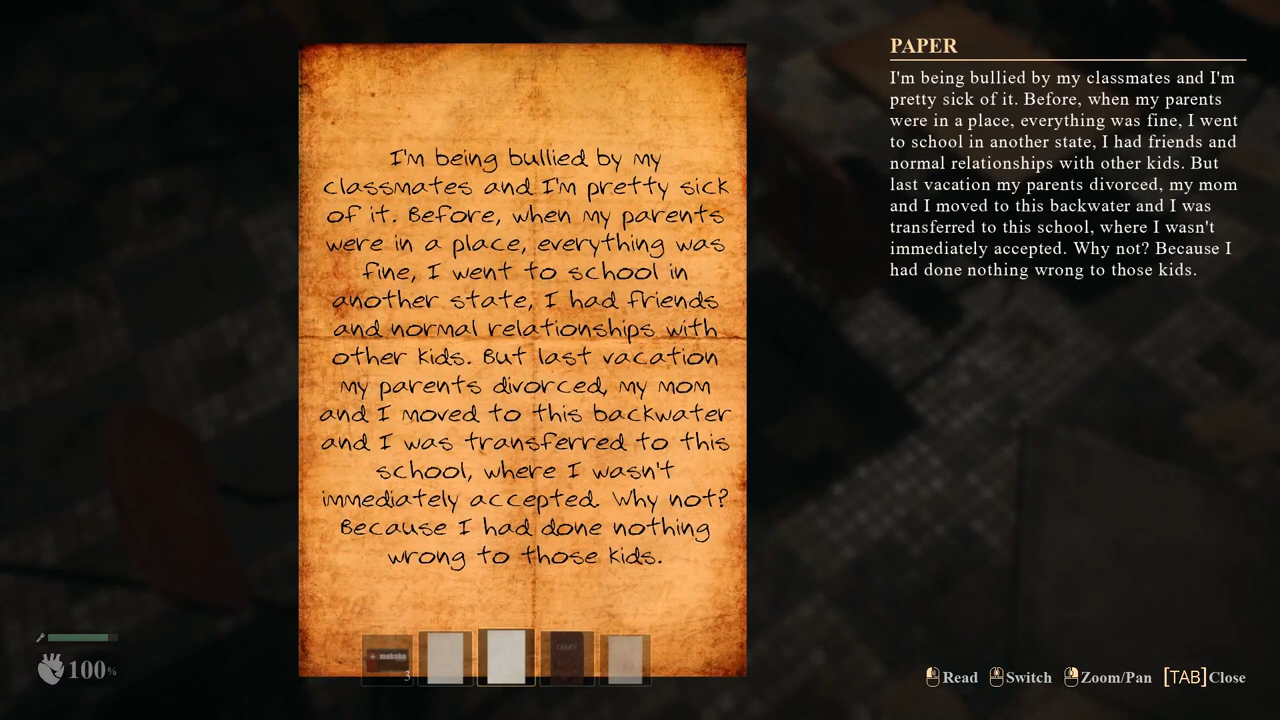 I'm being bullied by my
classmates and I'm pretty sick
of it. Before, when my parents
were in a place, everything was
fine, I went to school in
another state, I had friends
and normal relationships with
other kids. But last vacation
my parents divorced, my mom
and I moved to this backwater
and I was transferred to this
school, where I wasn't
immediately accepted. Why not?
Because I had done nothing
wrong to those kids.
PAPER
I'm being bullied by my classmates and I'm
pretty sick of it. Before, when my parents
were in a place, everything was fine, I went
to school in another state, I had friends and
normal relationships with other kids. But
last vacation my parents divorced, my mom
and I moved to this backwater and I was
transferred to this school, where I wasn't
immediately accepted. Why not? Because I
had done nothing wrong to those kids.
3
DIARY
100%
Read Switch Zoom/Pan [TAB]Close